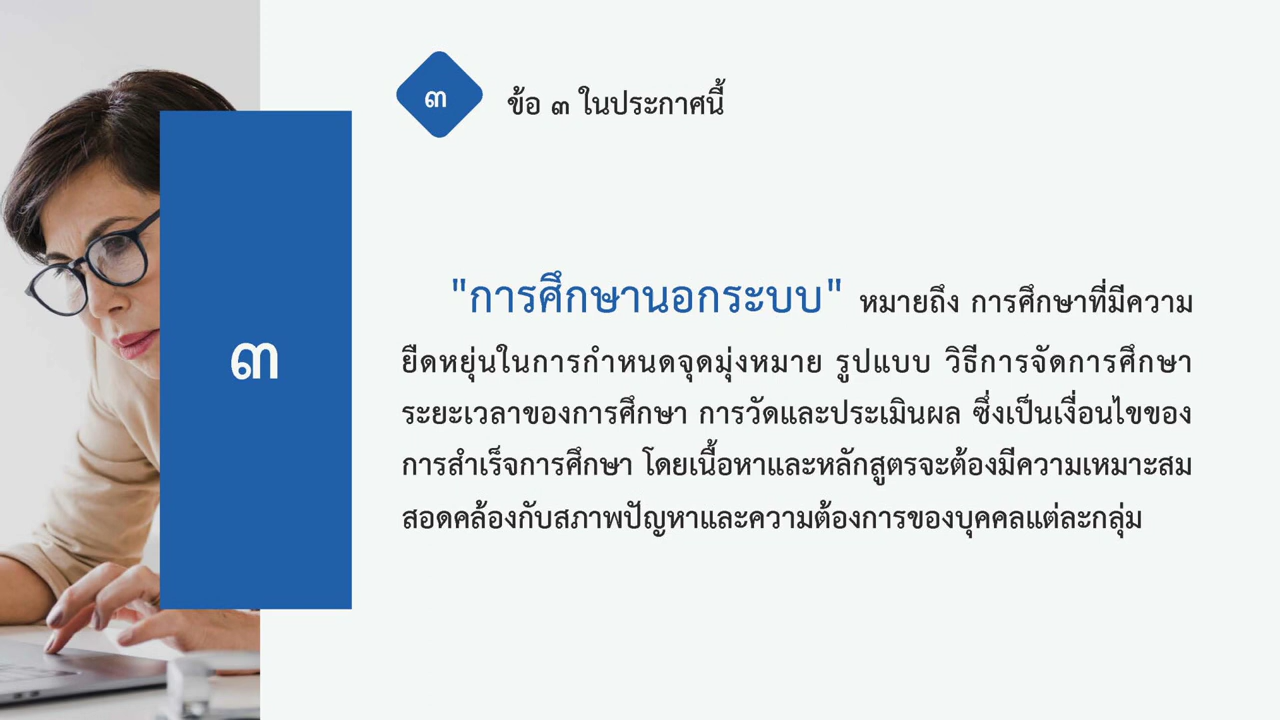 ๓
ข้อ ๓ ในประกาศนี้
๓
"การศึกษานอกระบบ" หมายถึง การศึกษาที่มีความ
ยืดหยุ่นในการกำหนดจุดมุ่งหมาย รูปแบบ วิธีการจัดการศึกษา
ระยะเวลาของการศึกษา การวัดและประเมินผล ซึ่งเป็นเงื่อนไขของ
การสำเร็จการศึกษา โดยเนื้อหาและหลักสูตรจะต้องมีความเหมาะสม
สอดคล้องกับสภาพปัญหาและความต้องการของบุคคลแต่ละกลุ่ม